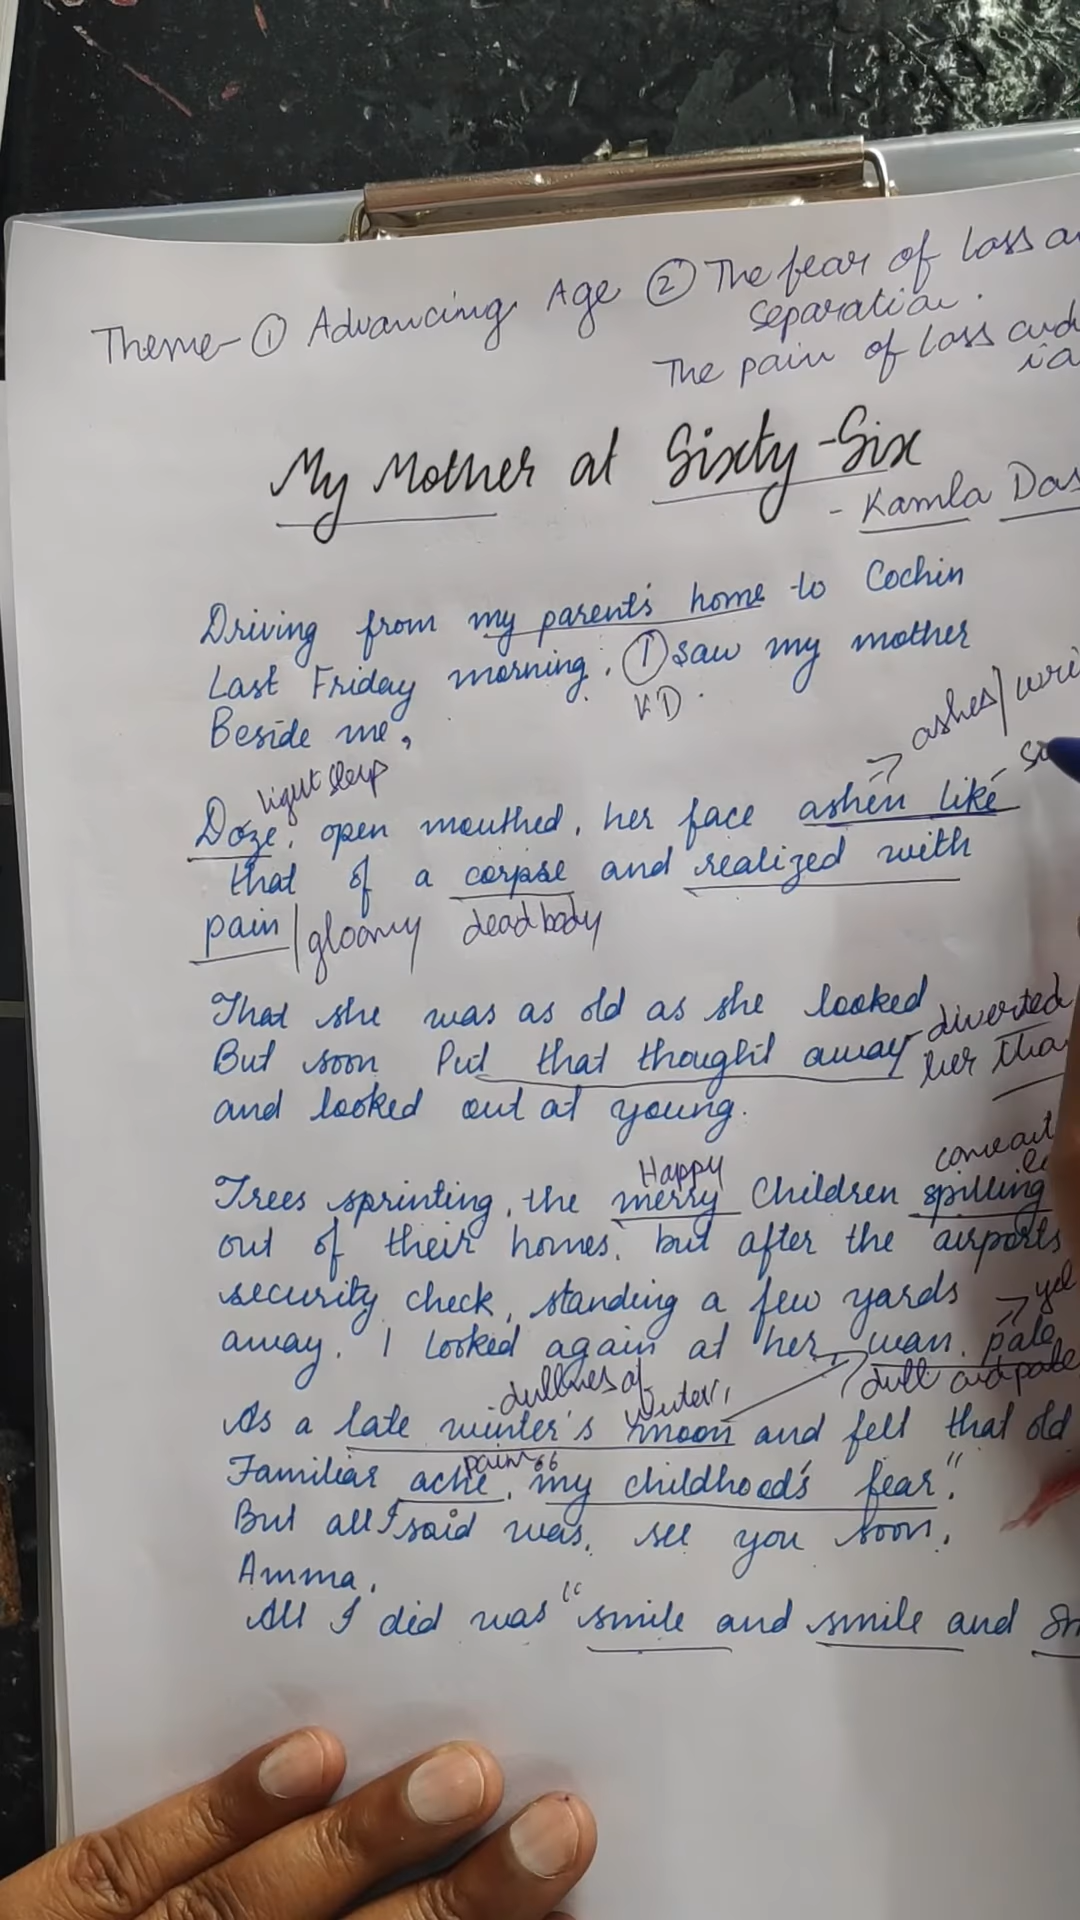 Theme- ① Advancing Age ② The fear of loss
separation.
The pain of loss and
My Mother at Sixty-Six
- Kamla Das
Driving from my parent's home to Cochin
Last Friday morning. Ⓘ saw my mother
K'D.
Beside me,
ashes/
light sleep
Doze, open mouthed, her face ashen like
that of a corpse and realized with
pain/gloomy deadbody
That she was as old as she looked
diverted
But soon Put that thought away
her
and looked out at young.
Happy
Trees sprinting, the merry Children spilling
out of their homes. but after the airports
security check, standing a few yards
away. I looked again at her, wan, pale
dullness of winter dull and pale
As a late winter's moon and felt that old
pain
Familiar ache, "my childhood's fear".
But all I said was, see you soon,
Amma,
All I did was "smile and smile and